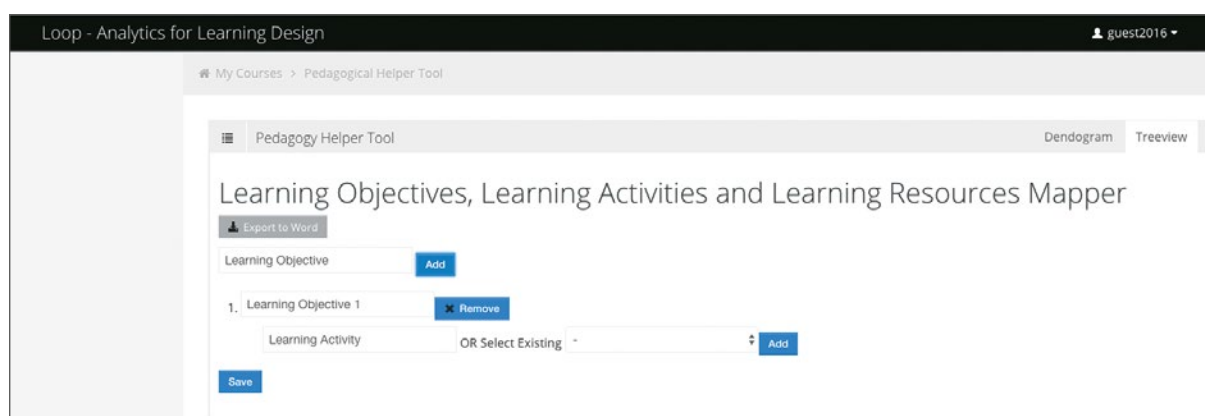 Loop - Analytics for Learning Design guest2016
My Courses > Pedagogical Helper Tool
Pedagogy Helper Tool Dendogram Treeview
Learning Objectives, Learning Activities and Learning Resources Mapper
Export to Word
Learning Objective Add
1. Learning Objective 1 Remove
Learning Activity OR Select Existing - Add
Save